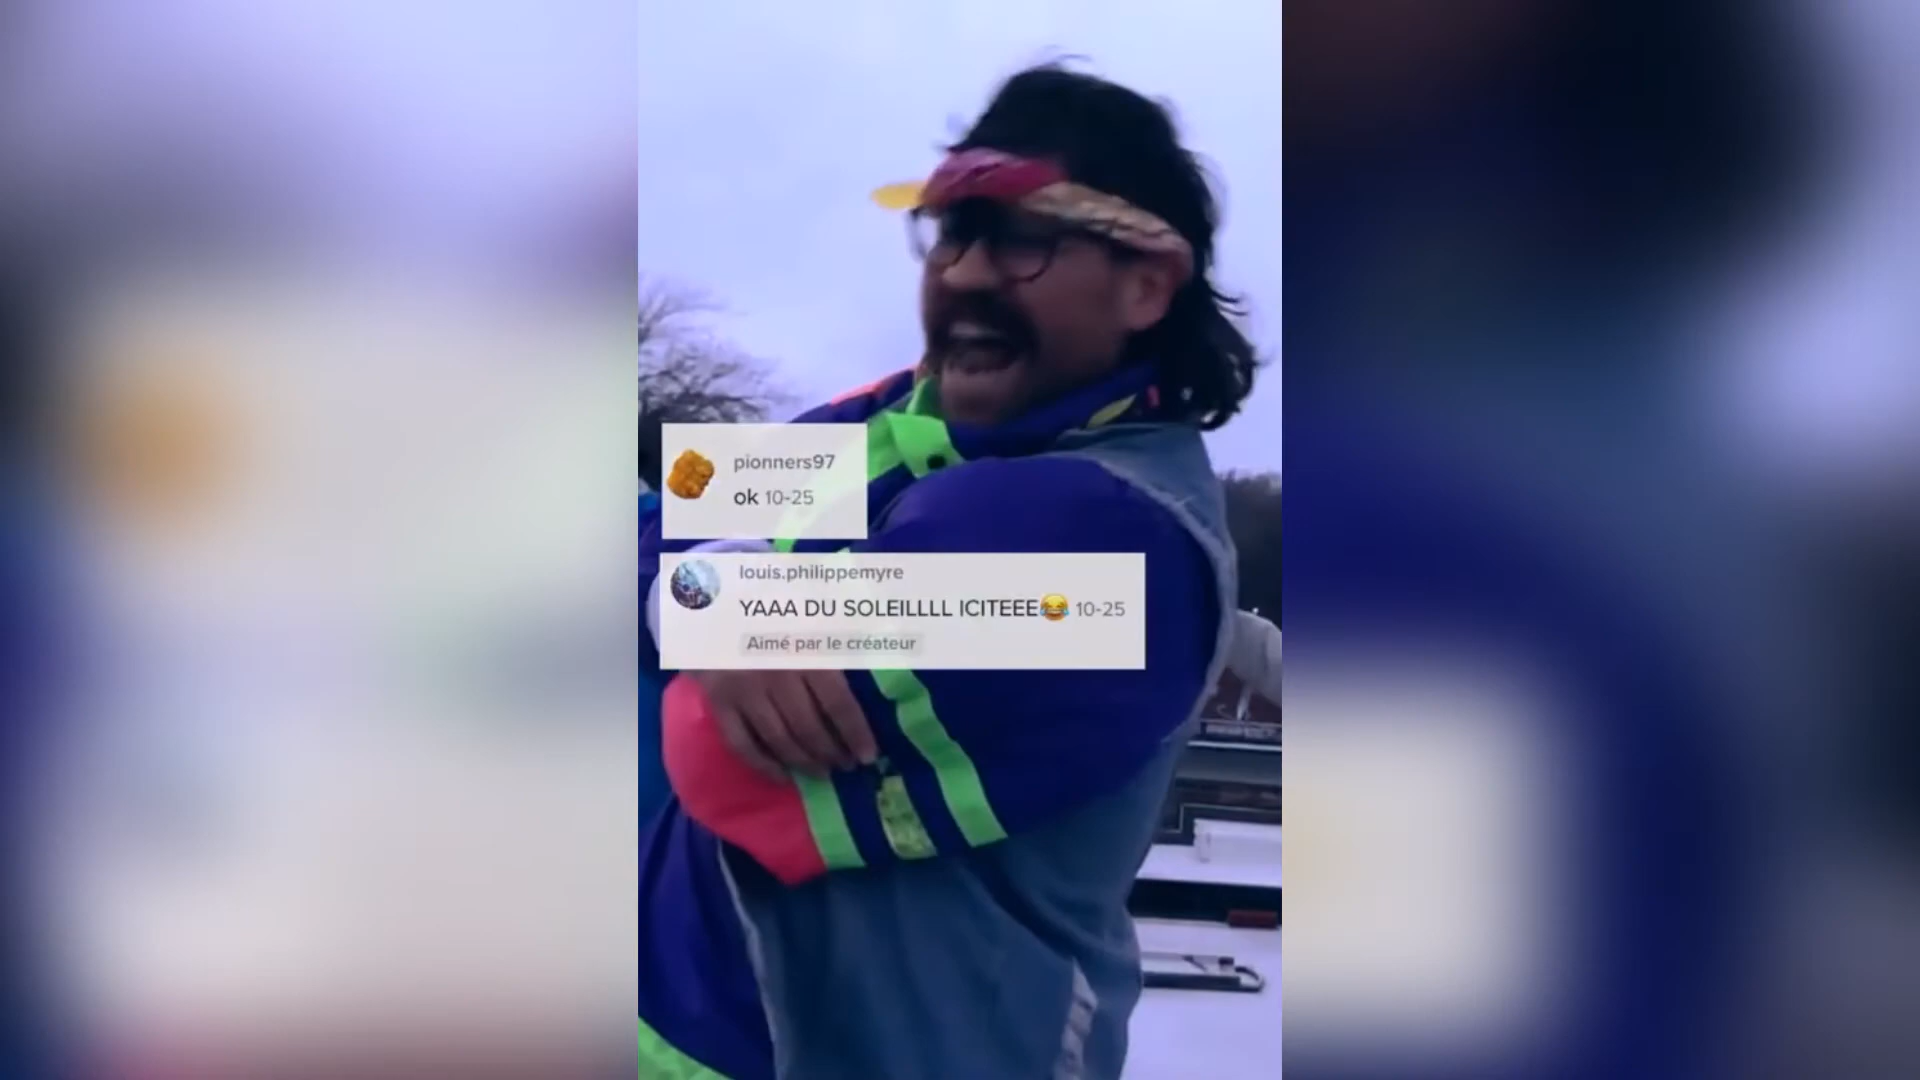 pionners97
ok 10-25
louis.philippemyre
YAAA DU SOLEILLLL ICITEEE😂 10-25
Aimé par le créateur